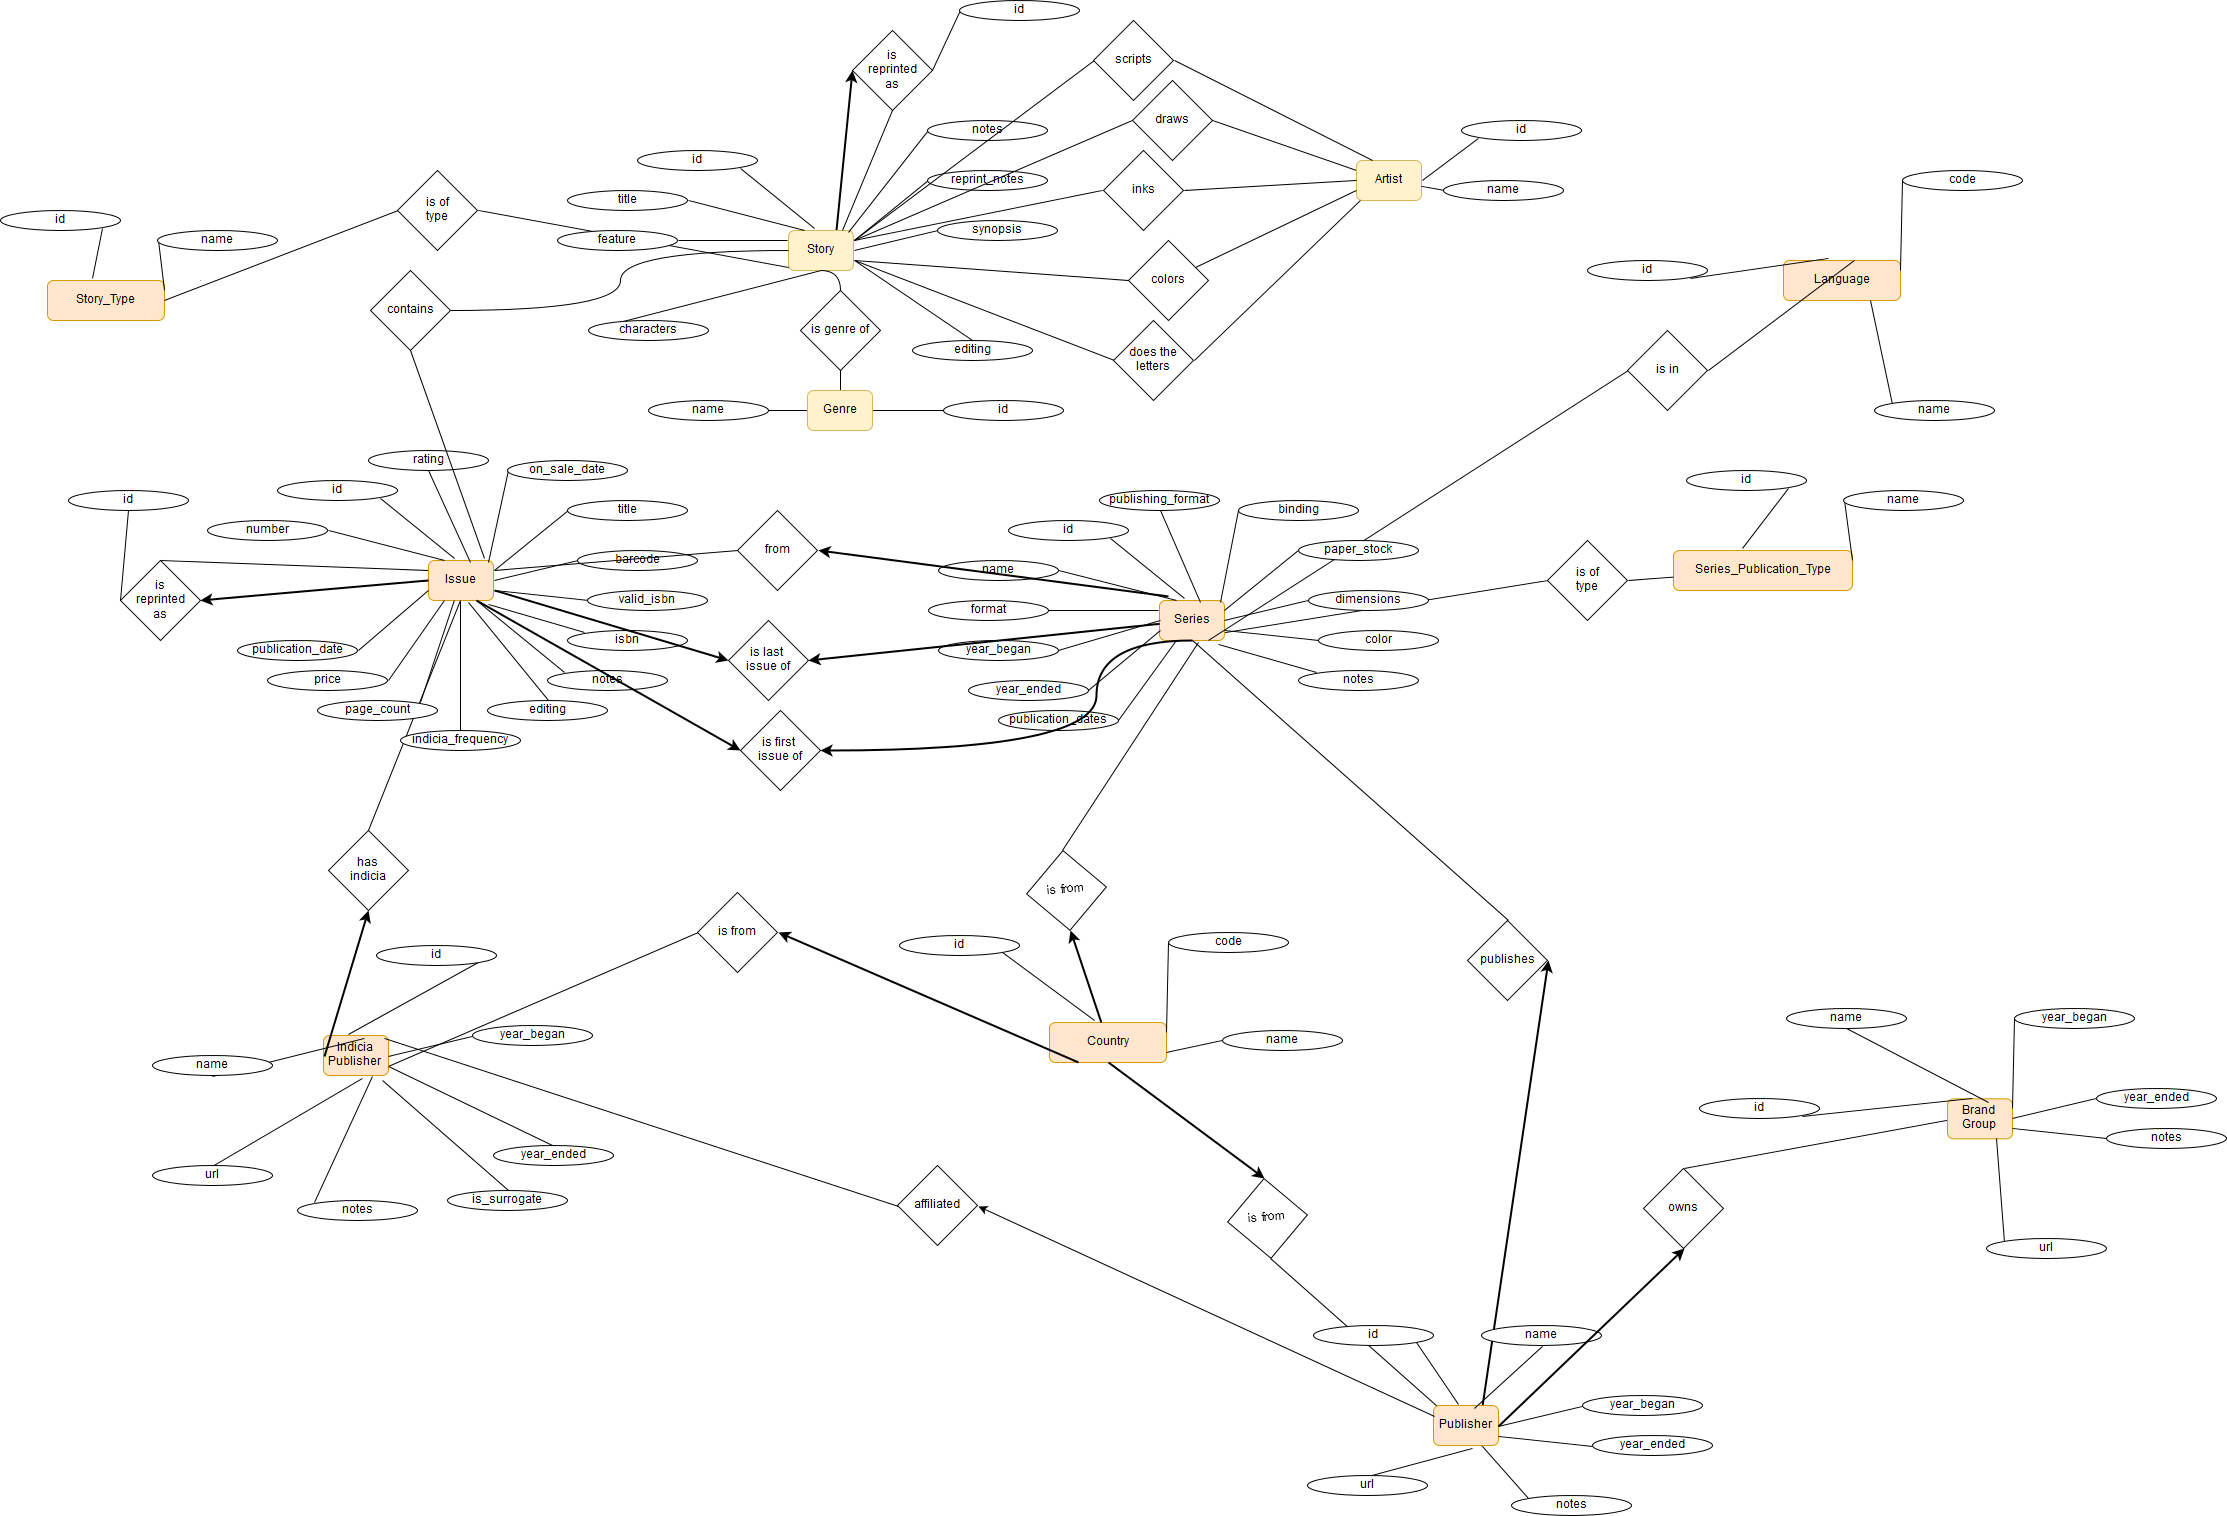 id
is
reprinted
as
scripts
draws
notes
id
id
reprint_notes
inks
Artist
name
code
title
is of
type
id
name
feature
Story
synopsis
colors
id
Language
Story_Type
contains
characters
is genre of
editing
does the
letters
is in
name
Genre
id
name
rating
on_sale_date
id
id
number
title
barcode
from
publishing_format
id
binding
id
name
paper_stock
name
Issue
is
reprinted
as
valid_isbn
isbn
format
Series
dimensions
is of
type
Series_Publication_Type
color
publication_date
price
page_count
indicia_frequency
editing
notes
is last
issue of
year_began
year_ended
publication_dates
notes
is first
issue of
has
indicia
is from
is from
id
id
code
publishes
year_began
Indicia
Publisher
name
Country
name
name
year_began
id
Brand
Group
year_ended
notes
url
year_ended
is_surrogate
notes
affiliated
is from
owns
url
id
name
year_began
Publisher
year_ended
url
notes